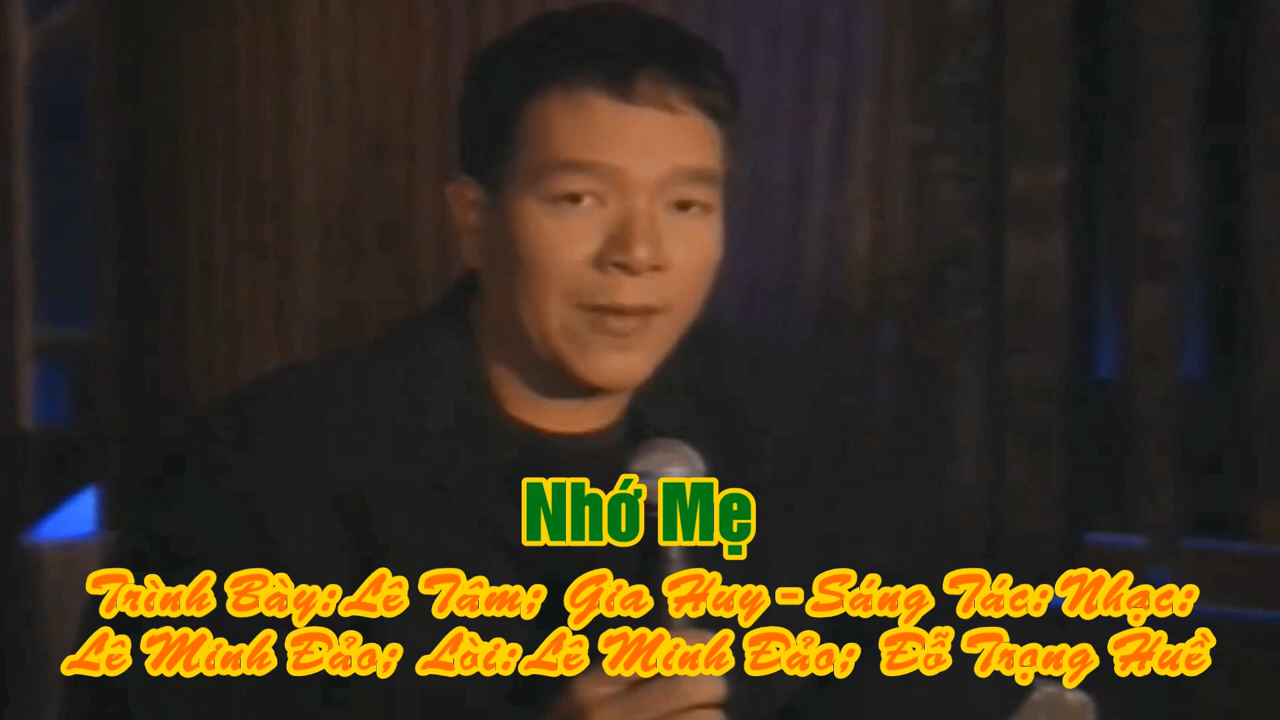 Nhớ Mẹ
Trình Bày: Lê Tâm; Gia Huy - Sáng Tác: Nhạc:
Lê Minh Đảo; Lời: Lê Minh Đảo; Đỗ Trọng Huề